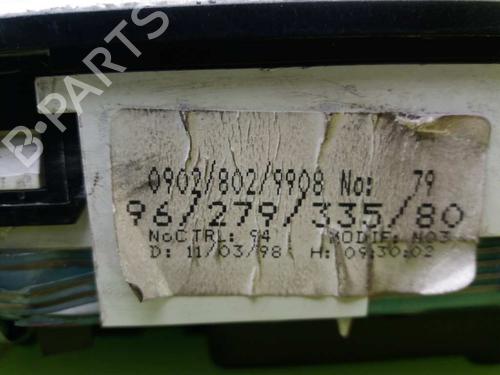 B-PARTS
0902/802/9908 No: 79
96/279/335/80
NoCTRL: 94 MODIF: N03
D: 11/03/98 H: 09:30:02